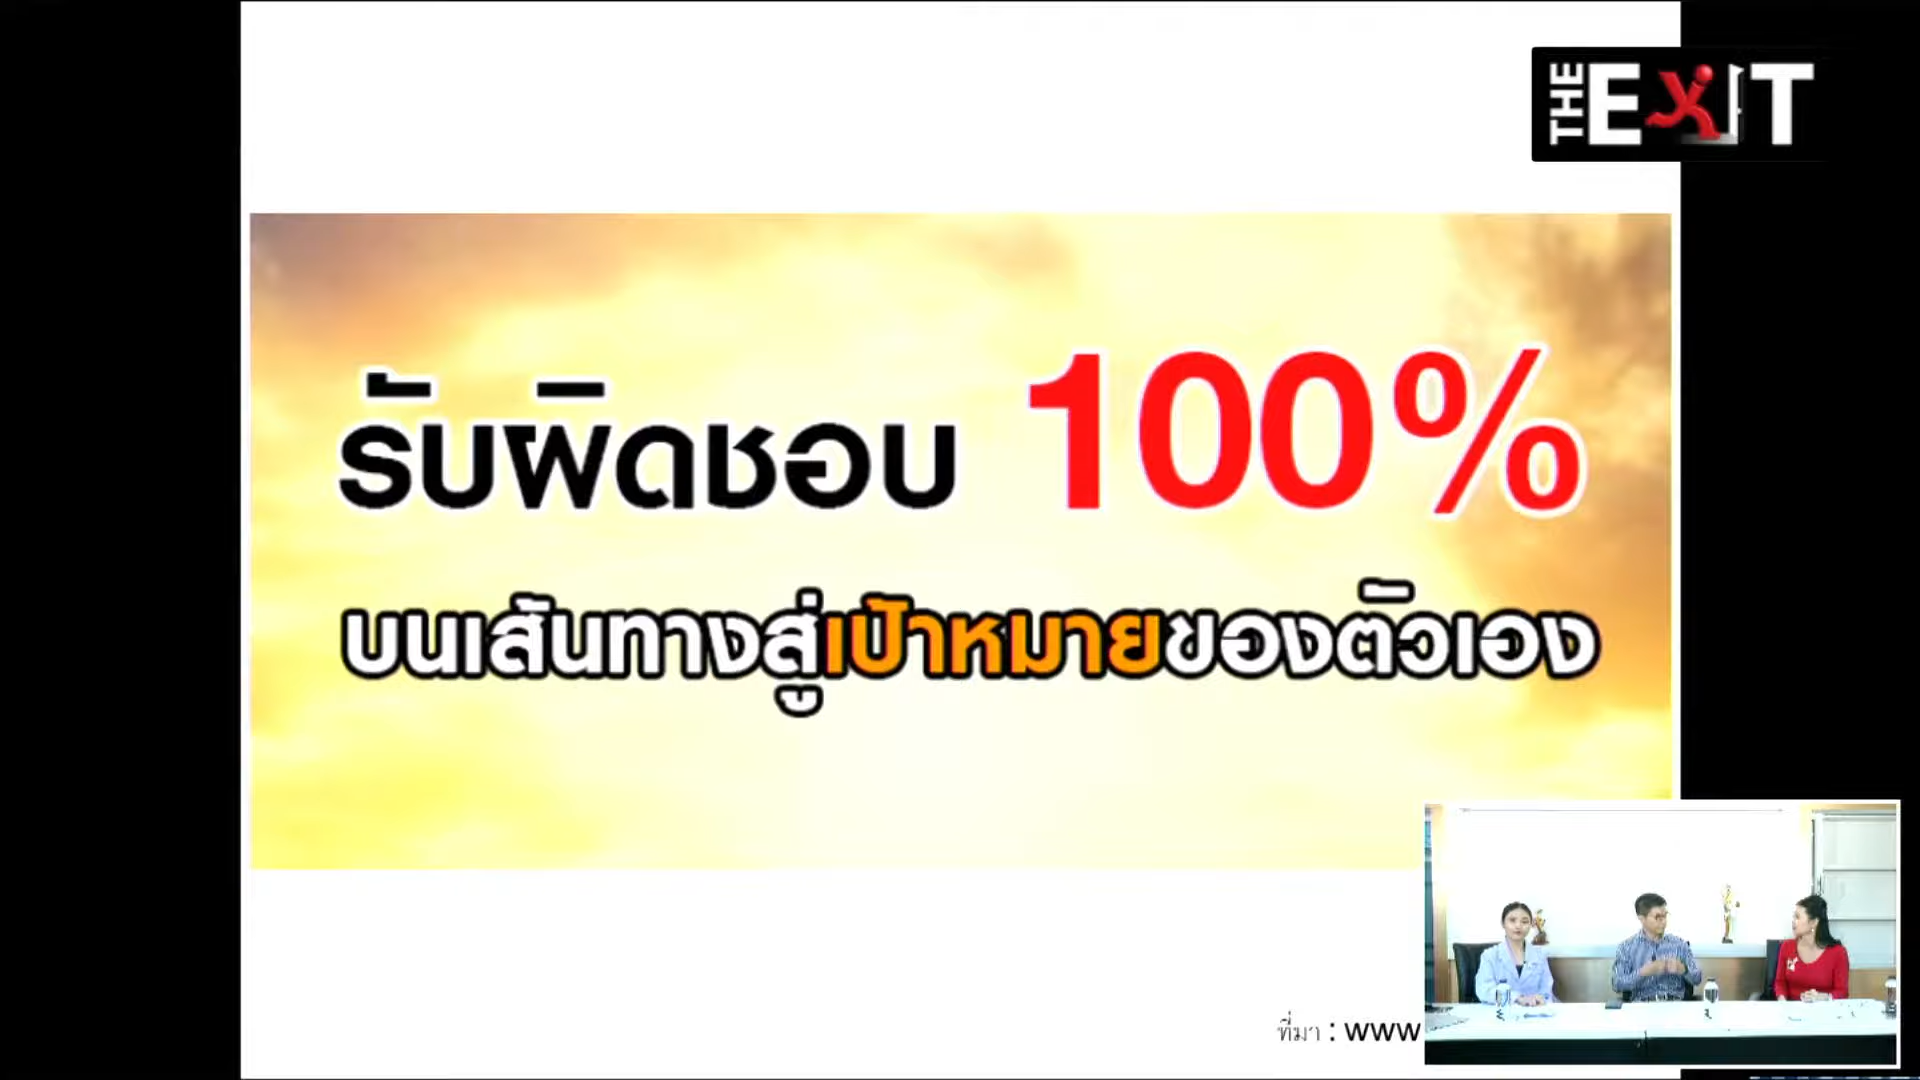 THE EXIT
รับผิดชอบ 100%
บนเส้นทางสู่เป้าหมายของตัวเอง
ที่มา : www